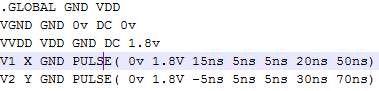 .GLOBAL GND VDD
VGND GND 0v DC 0v
VVDD VDD GND DC 1.8v
V1 X GND PULSE( 0v 1.8V 15ns 5ns 5ns 20ns 50ns)
V2 Y GND PULSE( 0v 1.8V -5ns 5ns 5ns 30ns 70ns)